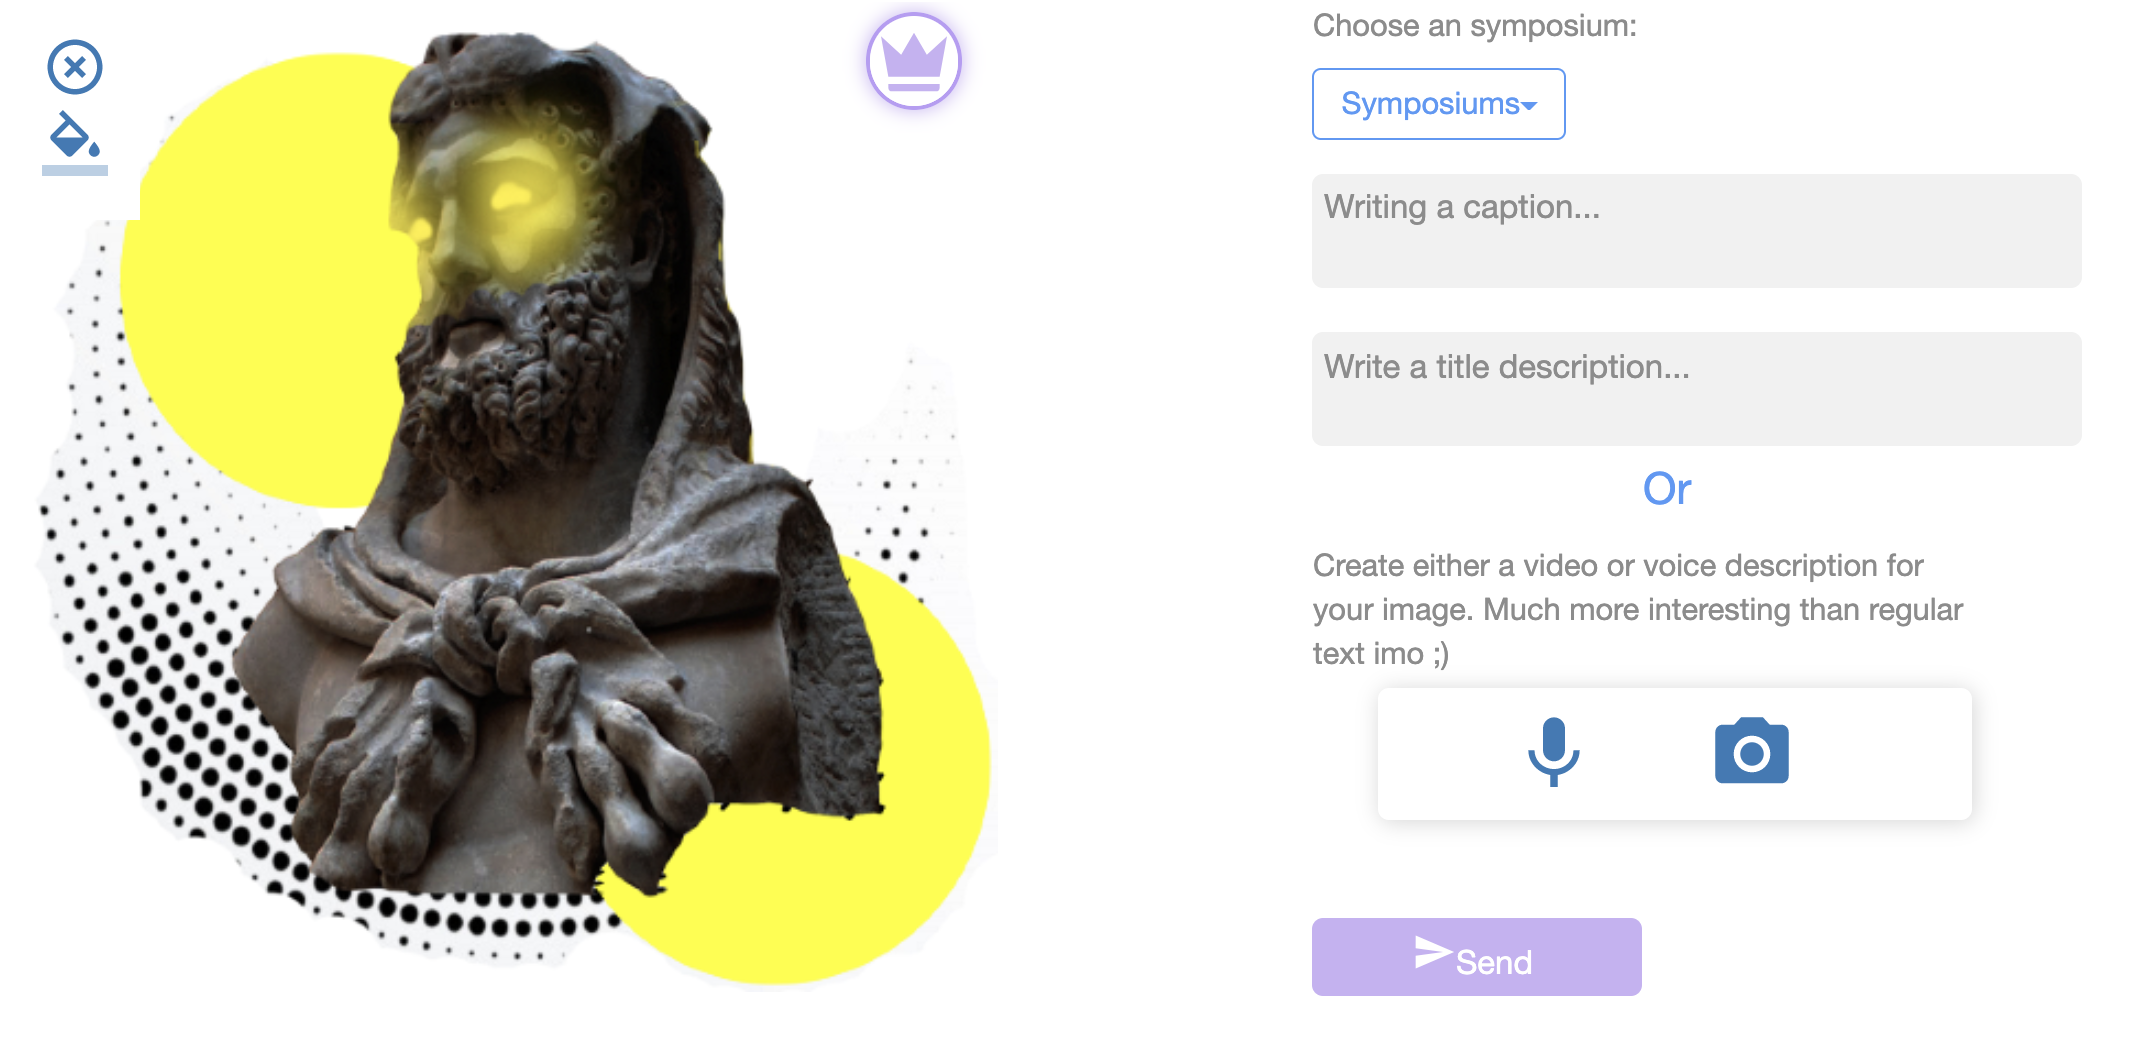 Choose an symposium:
Symposiums
Writing a caption...
Write a title description...
Or
Create either a video or voice description for
your image. Much more interesting than regular
text imo ;)
Send